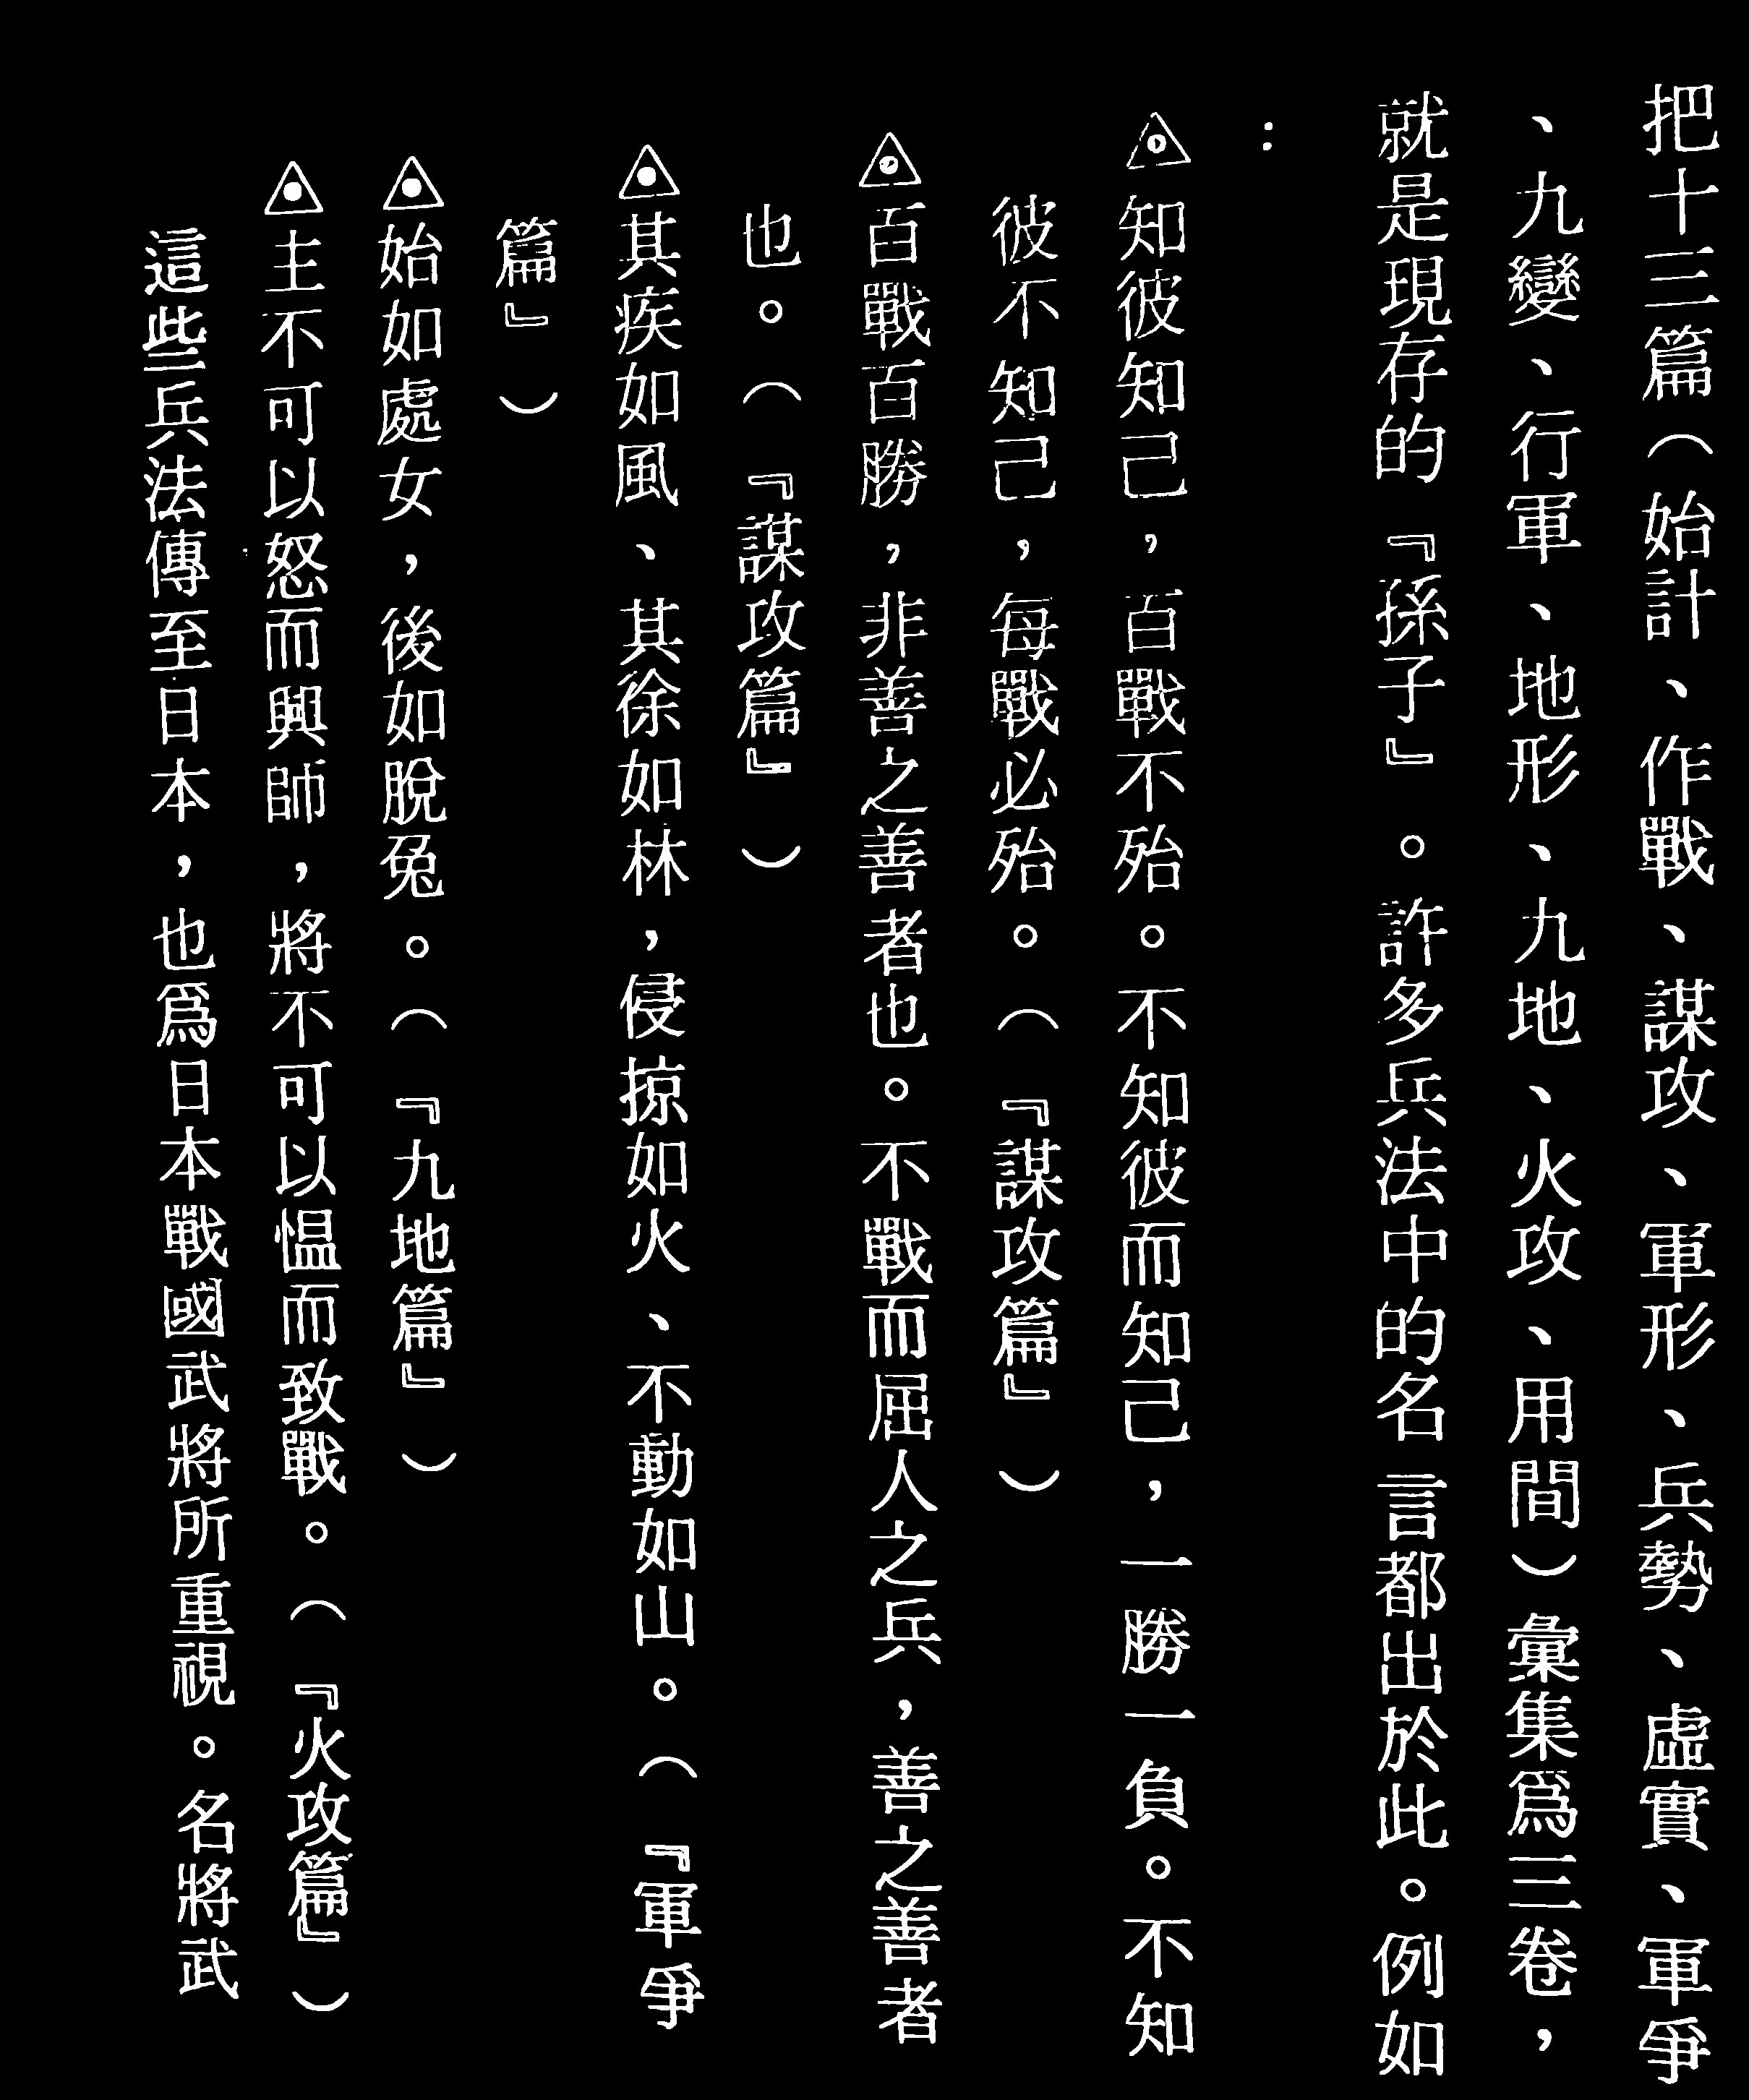 把十三篇（始計、作戰、謀攻、軍形、兵勢、虛實、軍爭
、九變、行軍、地形、九地、火攻、用間）彙集爲三卷，
就是現存的『孫子』。許多兵法中的名言都出於此。例如
：
知彼知己，百戰不殆。不知彼而知己，一勝一負。不知
彼不知己，每戰必殆。（『謀攻篇』）
百戰百勝，非善之善者也。不戰而屈人之兵，善之善者
也。（『謀攻篇』）
其疾如風、其徐如林，侵掠如火、不動如山。（『軍爭
篇』）
始如處女，後如脫兔。（『九地篇』）
主不可以怒而興師，將不可以愠而致戰。（『火攻篇』）
這些兵法傳至日本，也爲日本戰國武將所重視。名將武